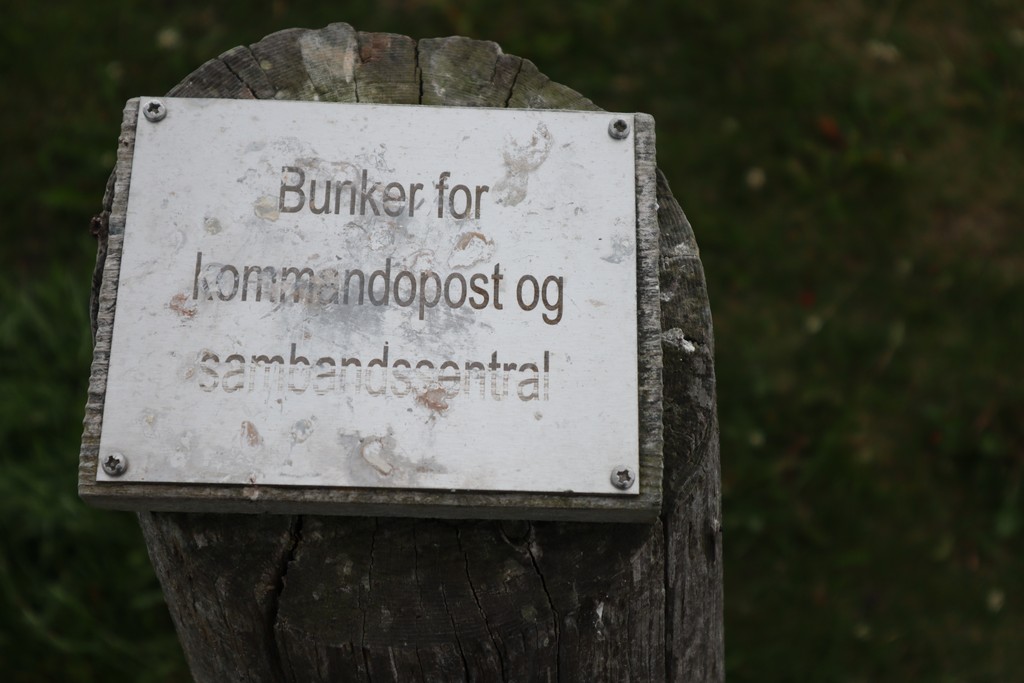 Bunker for
kommandopost og
sambandssentral